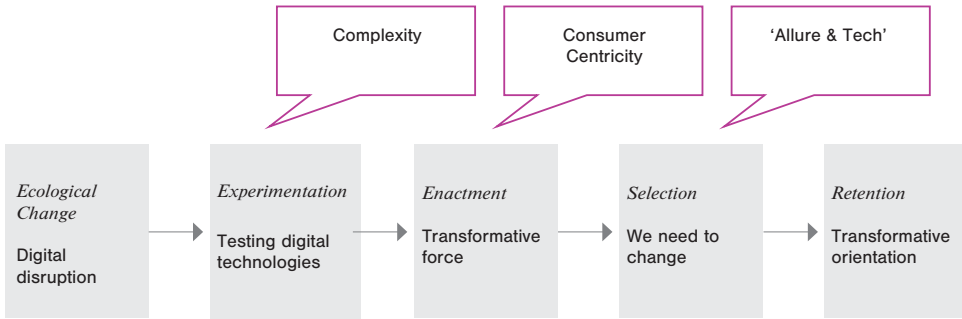 Complexity
Consumer
Centricity
‘Allure & Tech’
Ecological
Change
Digital
disruption
Experimentation
Testing digital
technologies
Enactment
Transformative
force
Selection
We need to
change
Retention
Transformative
orientation